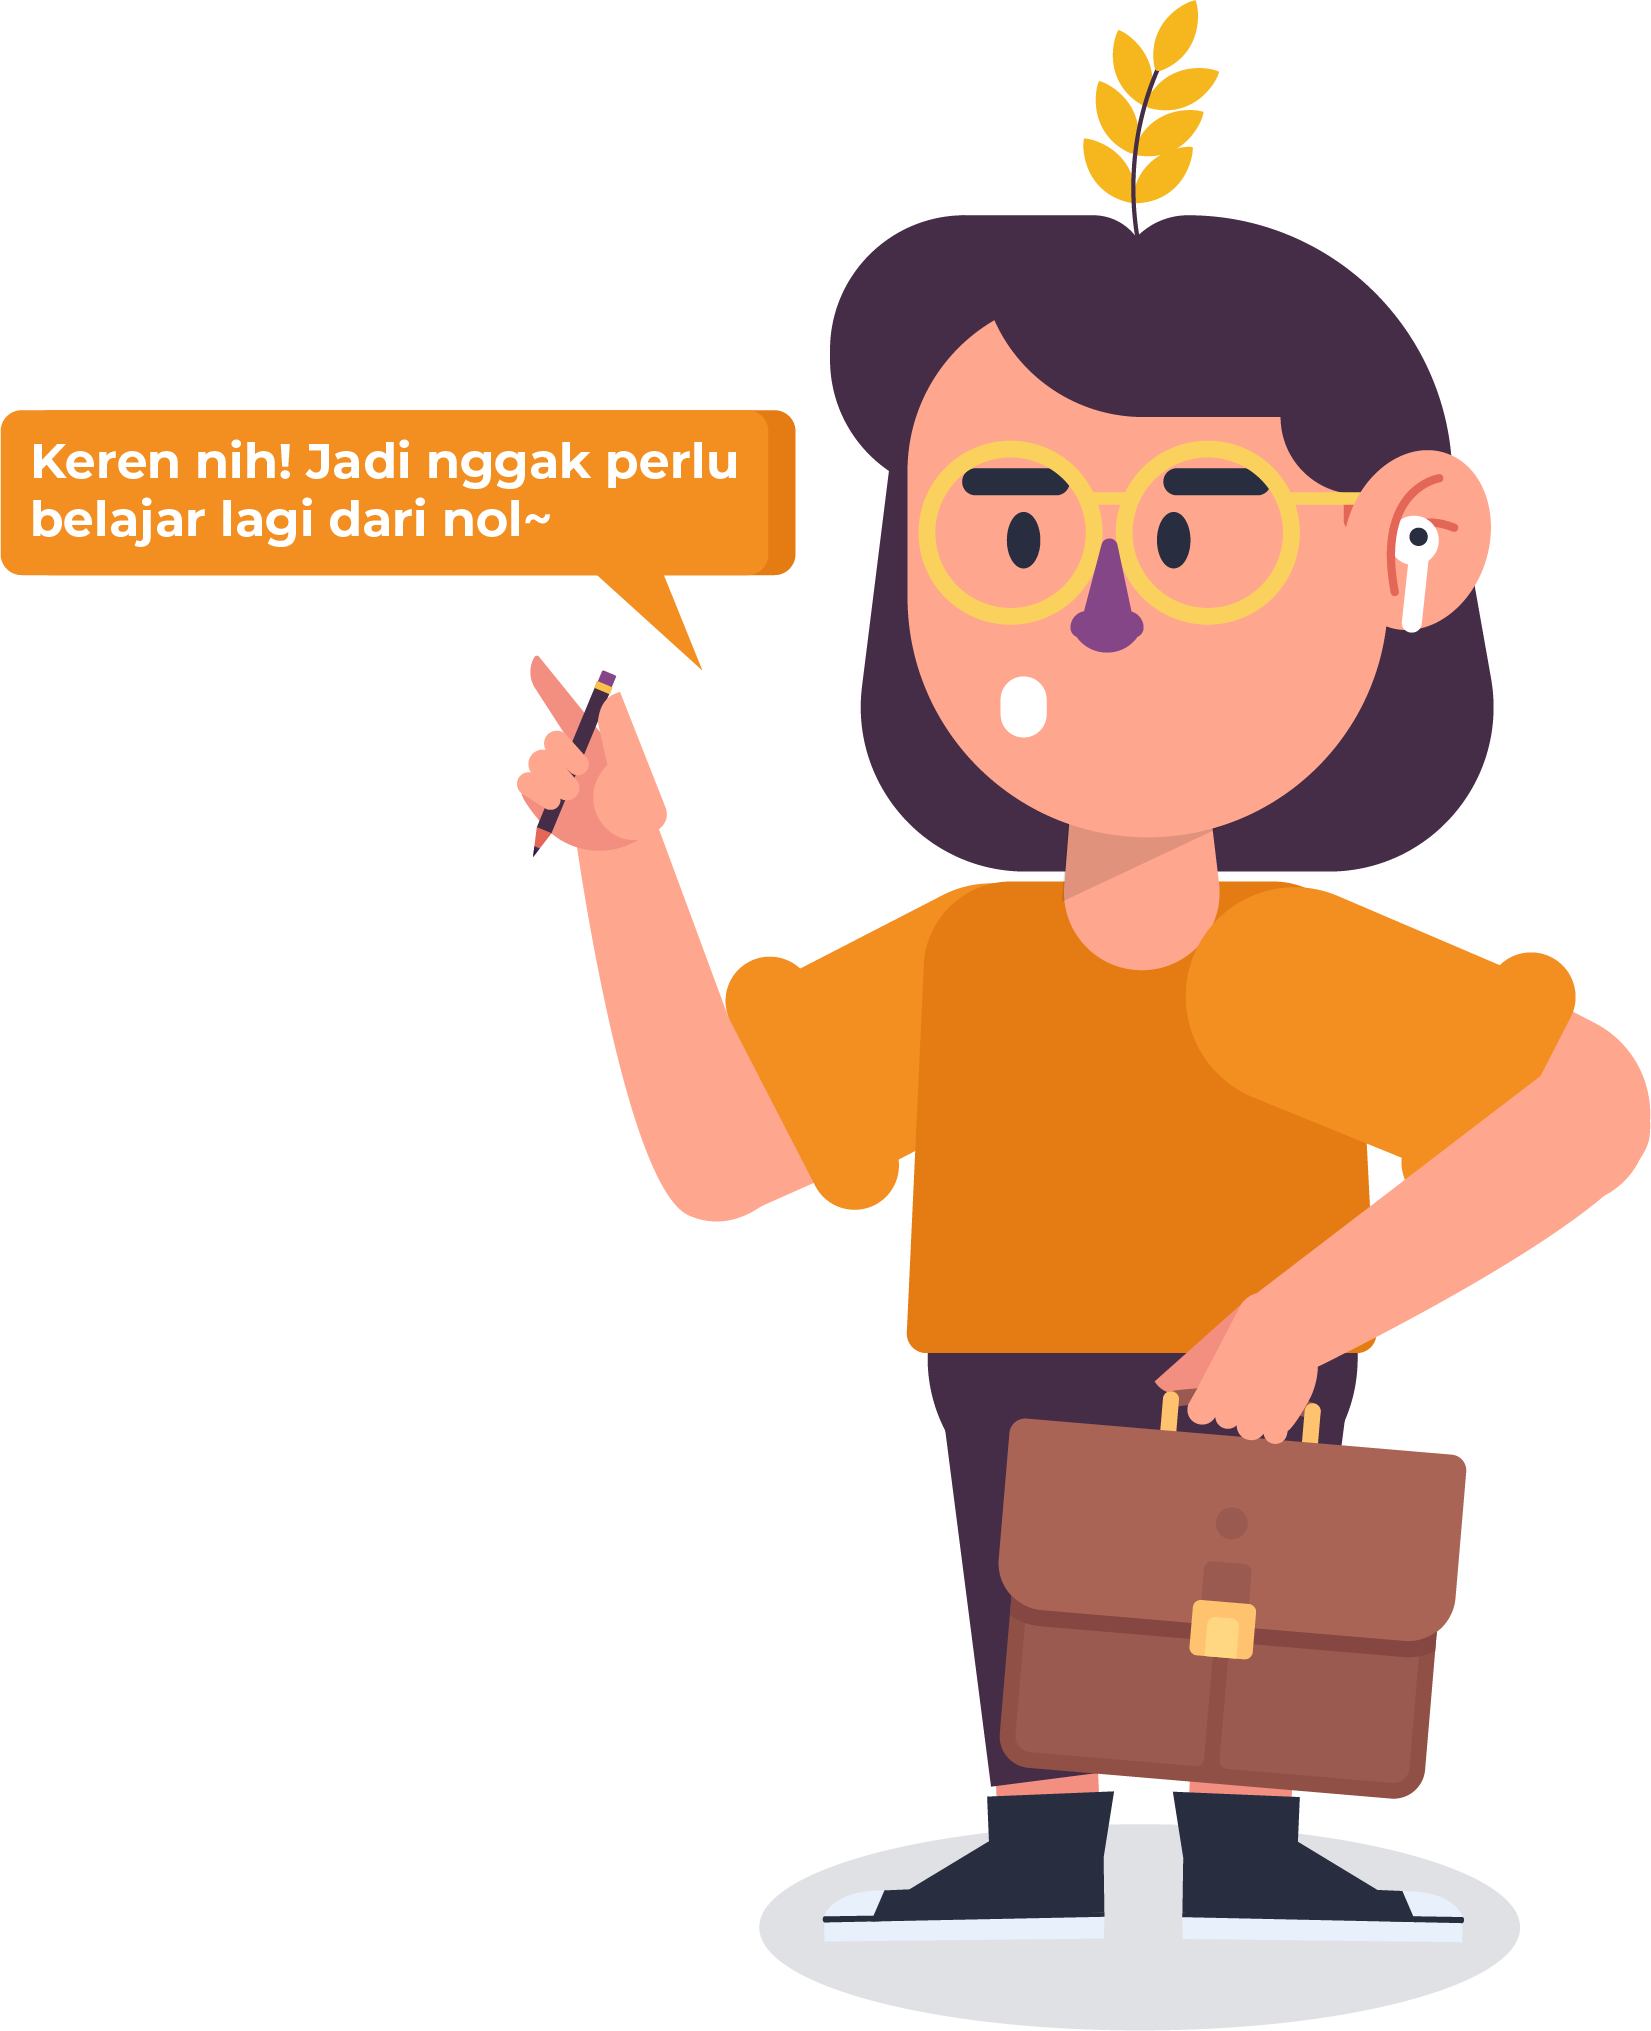 Keren nih! Jadi nggak perlu
belajar lagi dari nol~